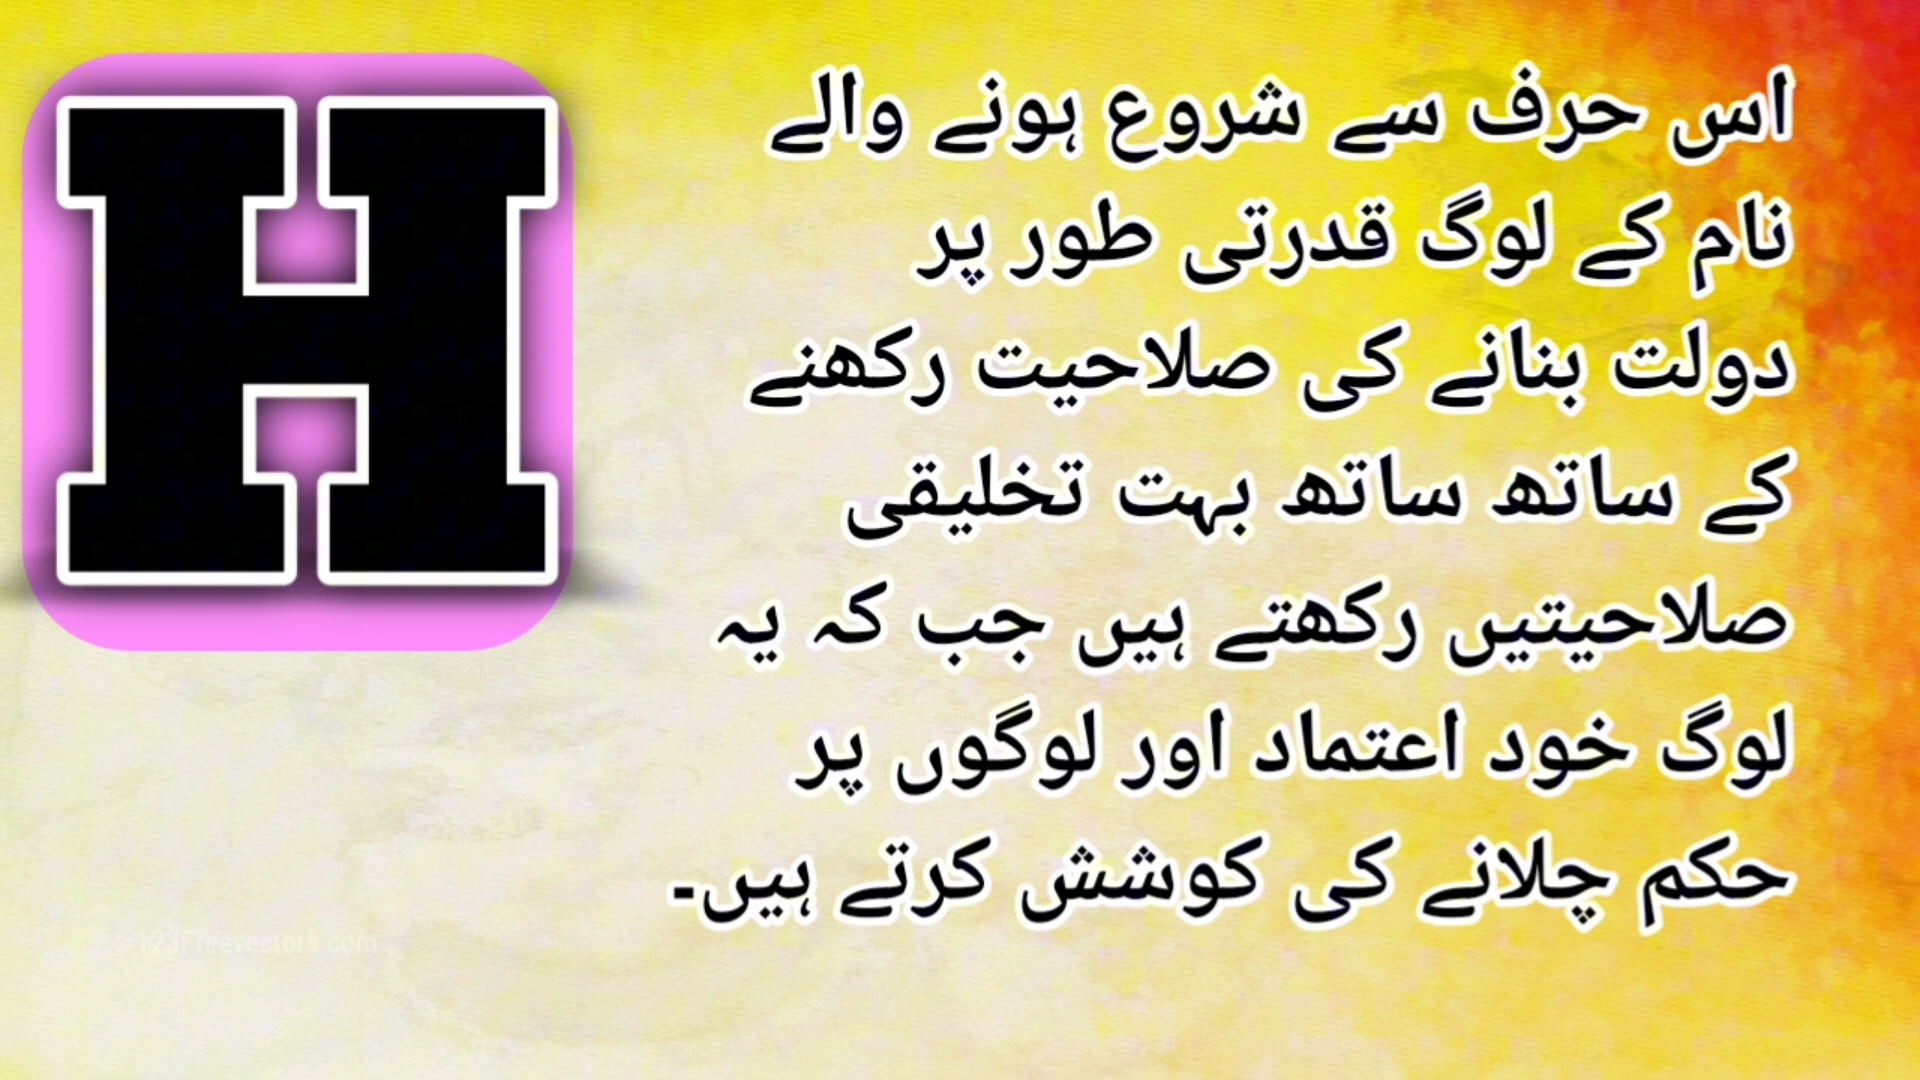 H
اس حرف سے شروع ہونے والے
نام کے لوگ قدرتی طور پر
دولت بنانے کی صلاحیت رکھنے
کے ساتھ ساتھ بہت تخلیقی
صلاحیتیں رکھتے ہیں جب کہ یہ
لوگ خود اعتماد اور لوگوں پر
حکم چلانے کی کوشش کرتے ہیں۔
123Freevectors.com